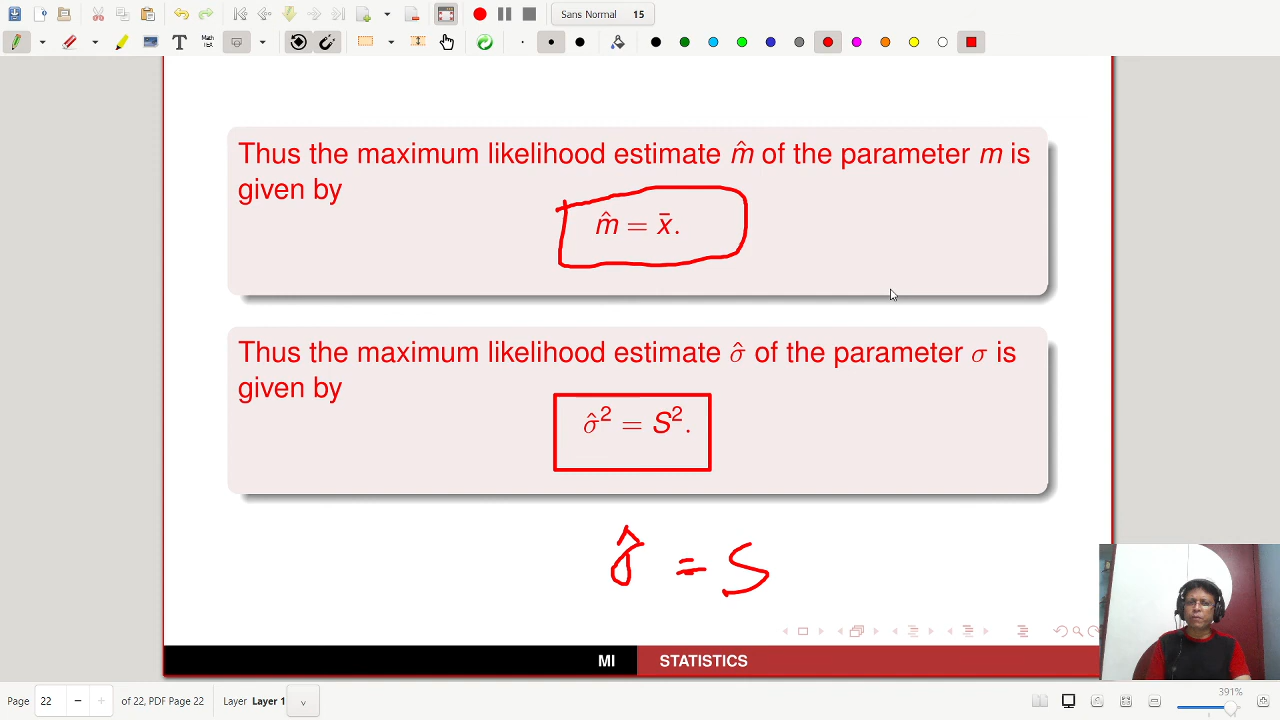 Sans Normal 15
Thus the maximum likelihood estimate m̂ of the parameter m is
given by
m̂ = x̄.
Thus the maximum likelihood estimate σ̂ of the parameter σ is
given by
σ̂² = S².
σ̂ = S
MI STATISTICS
Page 22 of 22, PDF Page 22 Layer Layer 1 391%